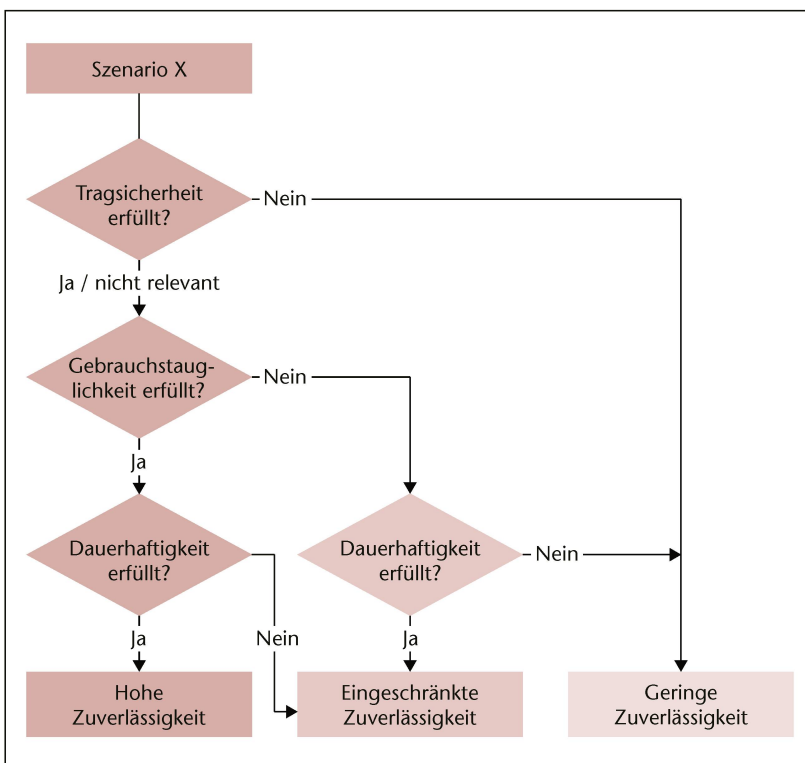 Szenario X
Tragsicherheit
erfüllt?
Nein
Ja / nicht relevant
Gebrauchstaug-
lichkeit erfüllt?
Nein
Ja
Dauerhaftigkeit
erfüllt?
Dauerhaftigkeit
erfüllt?
Nein
Ja
Nein
Ja
Hohe
Zuverlässigkeit
Eingeschränkte
Zuverlässigkeit
Geringe
Zuverlässigkeit